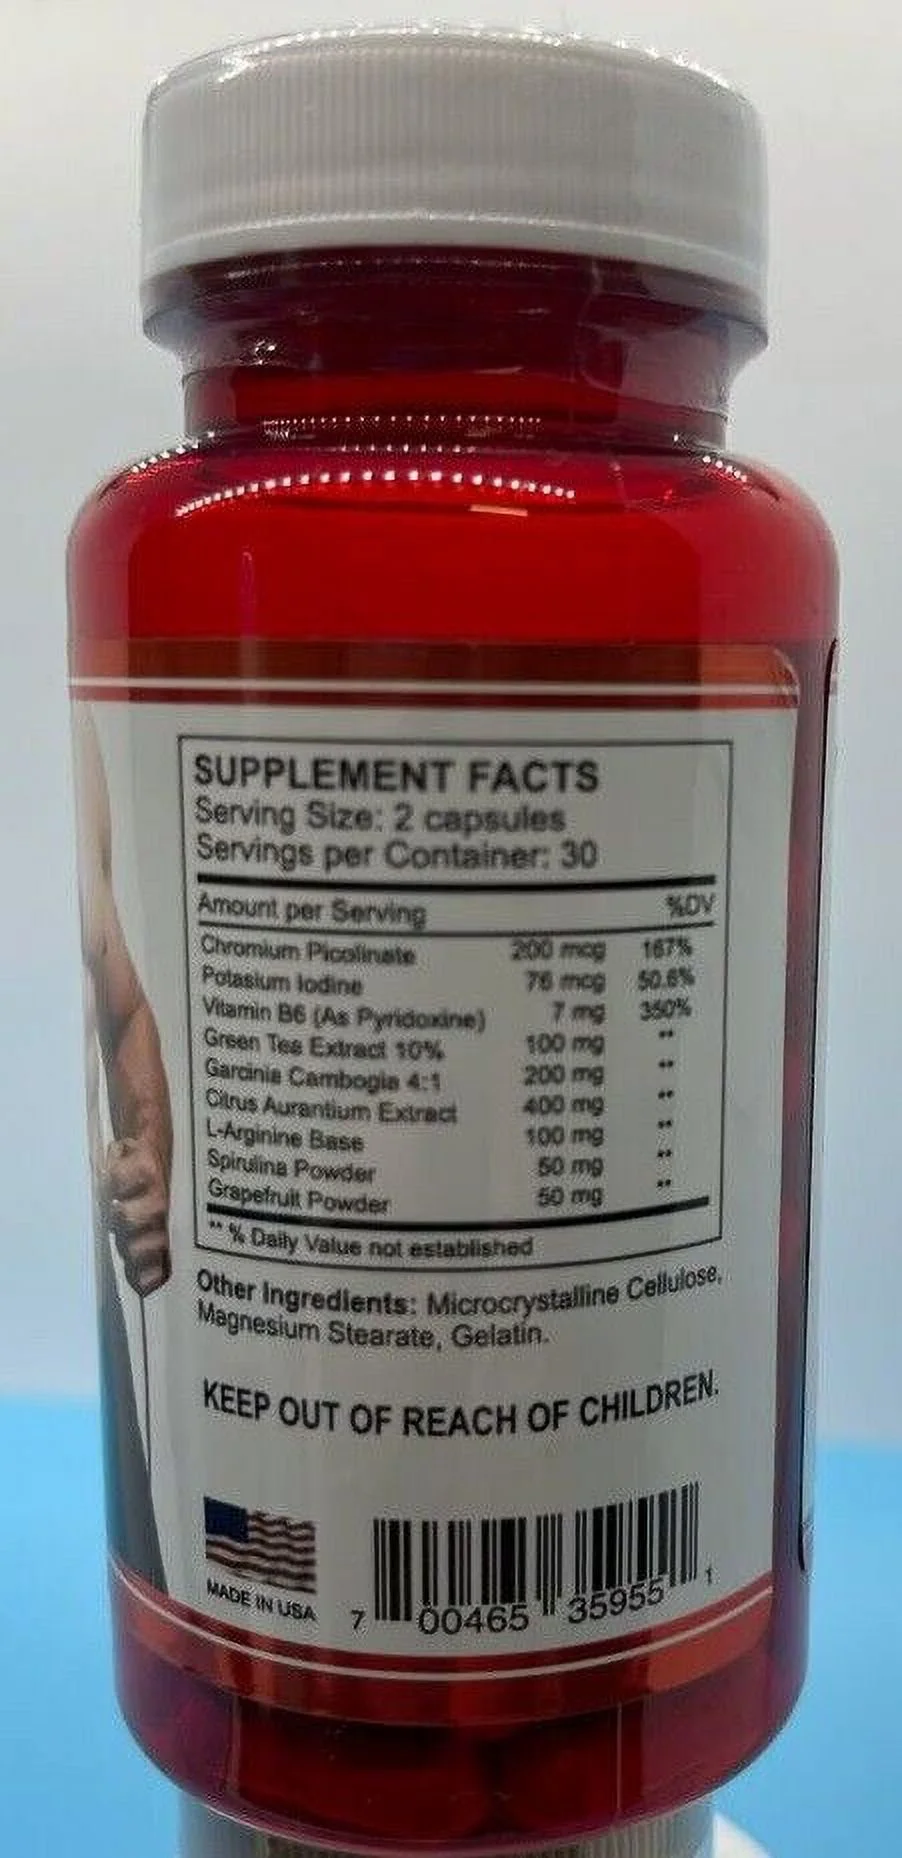 SUPPLEMENT FACTS
Serving Size: 2 capsules
Servings per Container: 30
Amount per Serving %DV
Chromium Picolinate 200 mcg 167%
Potasium Iodine 76 mcg 50.6%
Vitamin B6 (As Pyridoxine) 7 mg 350%
Green Tea Extract 10% 100 mg **
Garcinia Cambogia 4:1 200 mg **
Citrus Aurantium Extract 400 mg **
L-Arginine Base 100 mg **
Spirulina Powder 50 mg **
Grapefruit Powder 50 mg **
** % Daily Value not established
Other Ingredients: Microcrystalline Cellulose,
Magnesium Stearate, Gelatin.
KEEP OUT OF REACH OF CHILDREN.
MADE IN USA
7 00465 35955 1